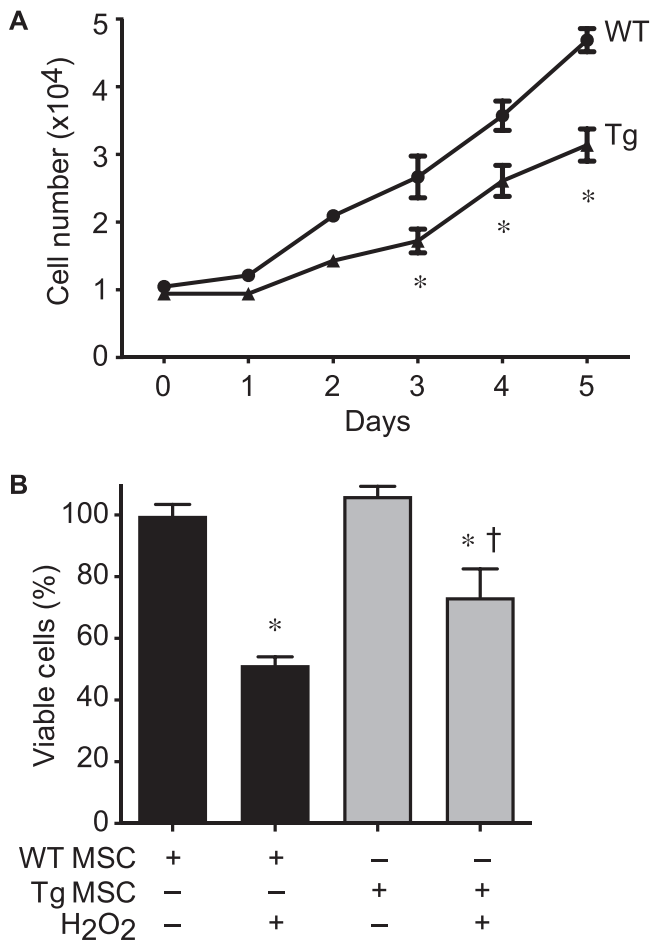 A
Cell number (x10⁴)
5
4
3
2
1
0
WT
Tg
*
*
*
0 1 2 3 4 5
Days
B
Viable cells (%)
100
80
60
40
20
0
*
* †
WT MSC + + – –
Tg MSC – – + +
H₂O₂ – + – +